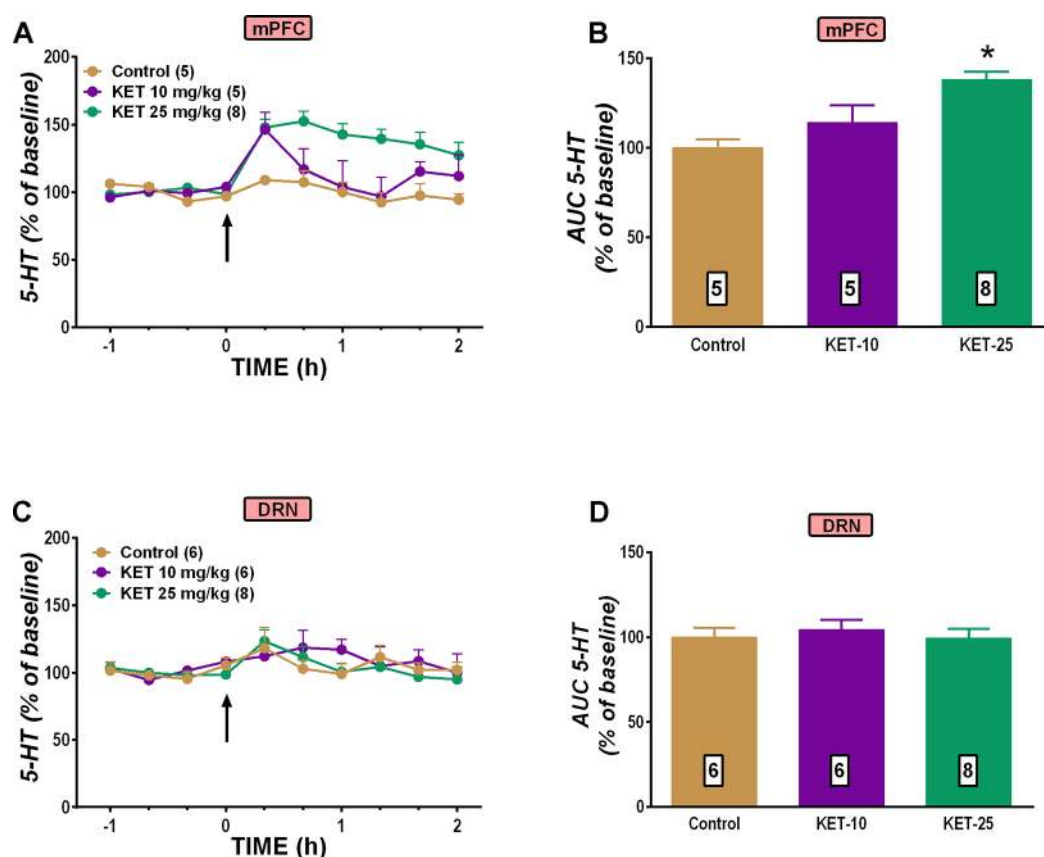 A
mPFC
200
150
100
50
0
5-HT (% of baseline)
Control (5)
KET 10 mg/kg (5)
KET 25 mg/kg (8)
-1 0 1 2
TIME (h)
B
mPFC
150
100
50
0
AUC 5-HT
(% of baseline)
*
5 5 8
Control KET-10 KET-25
C
DRN
200
150
100
50
0
5-HT (% of baseline)
Control (6)
KET 10 mg/kg (6)
KET 25 mg/kg (8)
-1 0 1 2
TIME (h)
D
DRN
150
100
50
0
AUC 5-HT
(% of baseline)
6 6 8
Control KET-10 KET-25